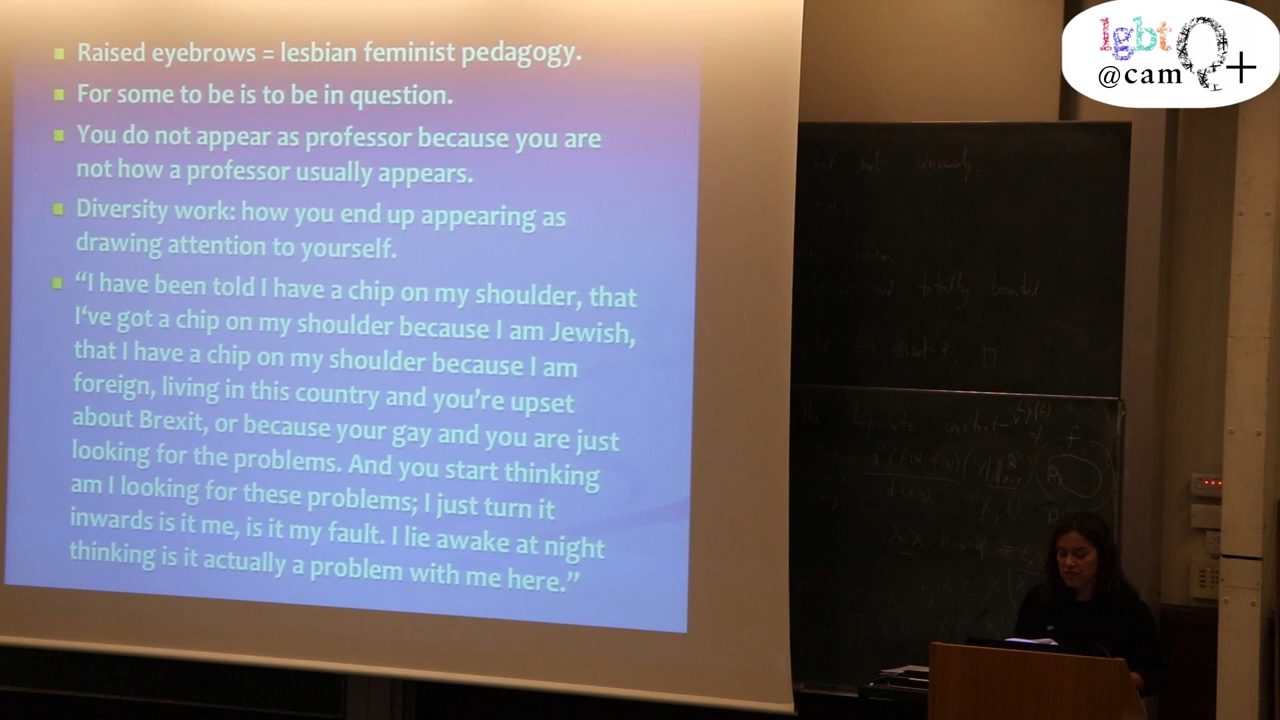 Raised eyebrows = lesbian feminist pedagogy.
For some to be is to be in question.
You do not appear as professor because you are
not how a professor usually appears.
Diversity work: how you end up appearing as
drawing attention to yourself.
“I have been told I have a chip on my shoulder, that
I‘ve got a chip on my shoulder because I am Jewish,
that I have a chip on my shoulder because I am
foreign, living in this country and you’re upset
about Brexit, or because your gay and you are just
looking for the problems. And you start thinking
am I looking for these problems; I just turn it
inwards is it me, is it my fault. I lie awake at night
thinking is it actually a problem with me here.”
lgbtQ+
@cam
totally bounded
constant